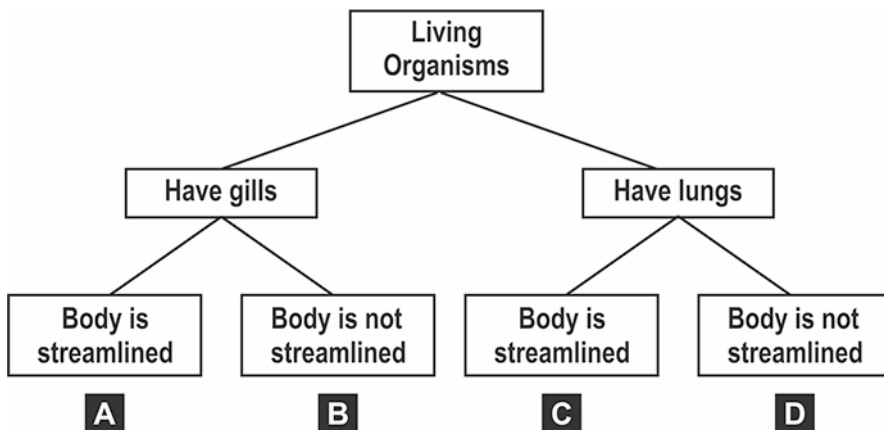 Living
Organisms
Have gills
Have lungs
Body is
streamlined
Body is not
streamlined
Body is
streamlined
Body is not
streamlined
A
B
C
D